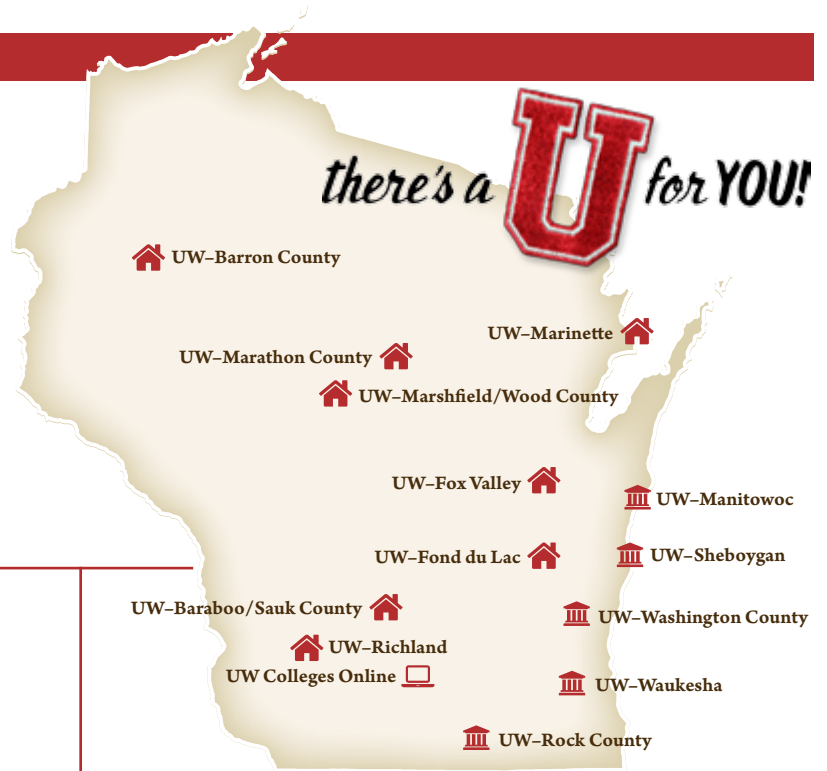 there's a U for YOU!
UW–Barron County
UW–Marinette
UW–Marathon County
UW–Marshfield/Wood County
UW–Fox Valley
UW–Manitowoc
UW–Fond du Lac
UW–Sheboygan
UW–Baraboo/Sauk County
UW–Washington County
UW–Richland
UW Colleges Online
UW–Waukesha
UW–Rock County